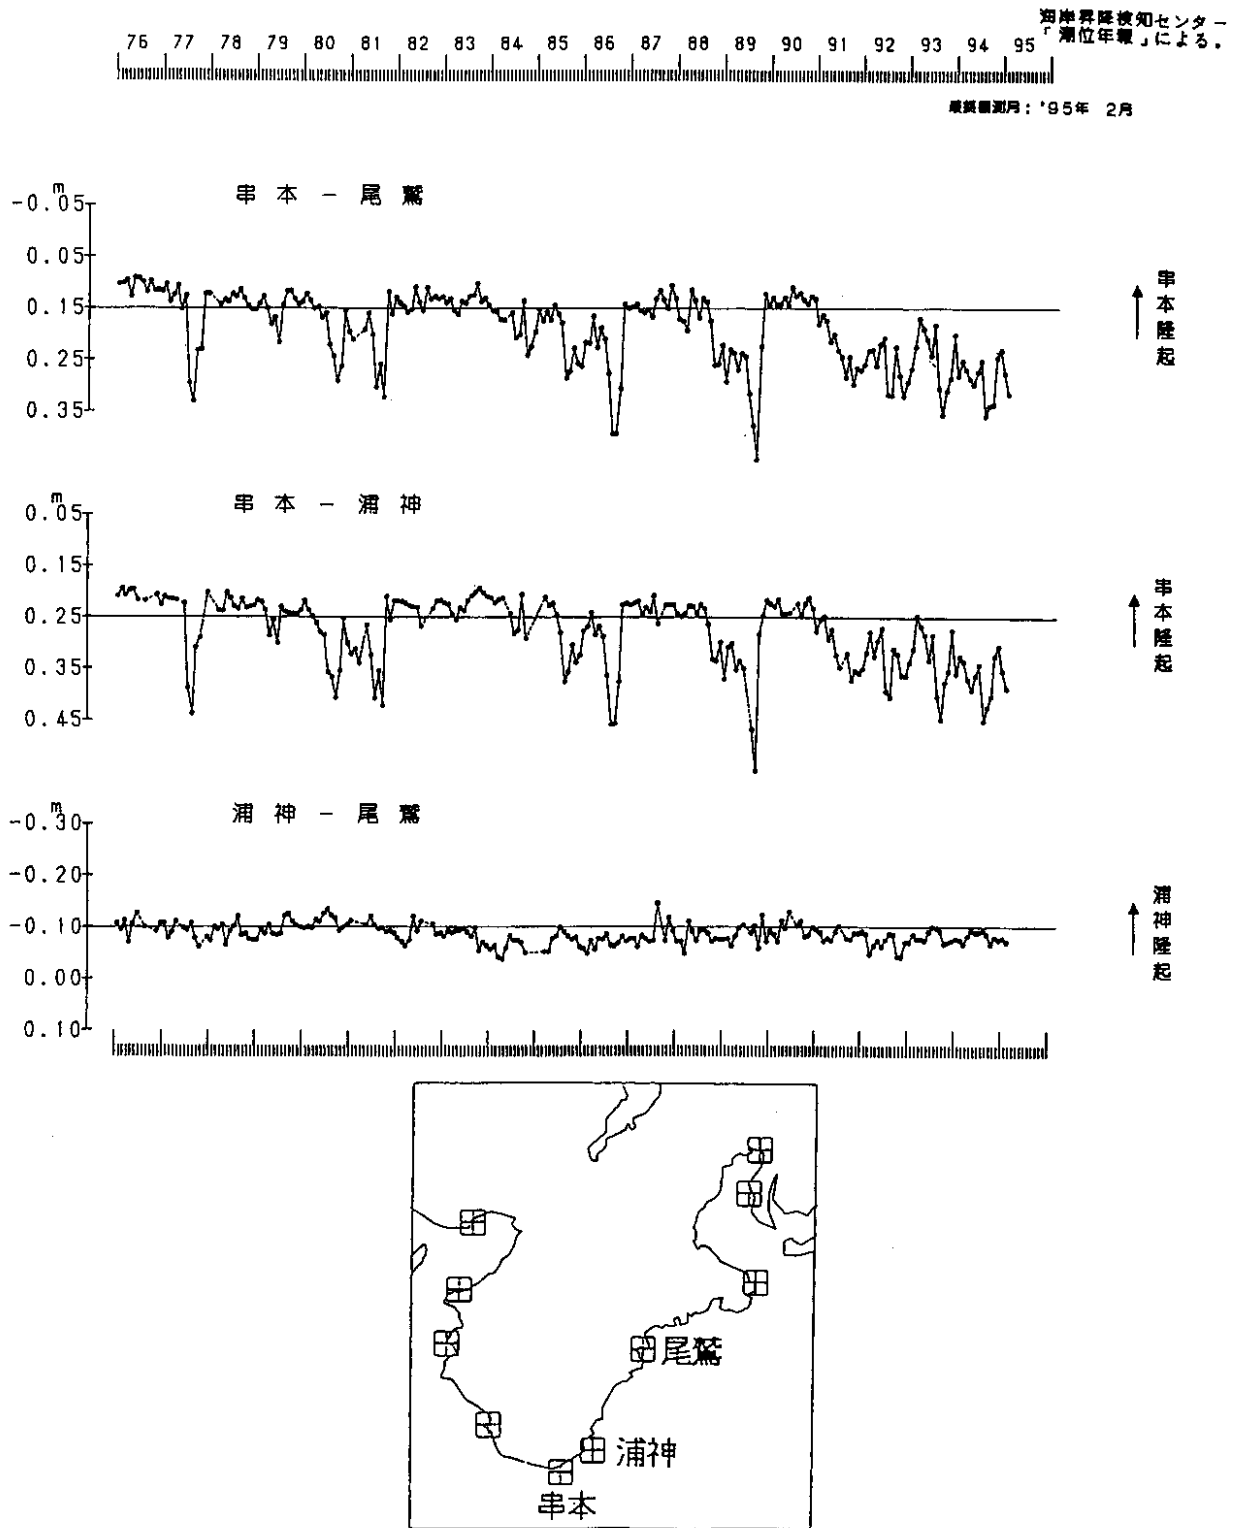 海岸昇降検知センター
「潮位年報」による.
76 77 78 79 80 81 82 83 84 85 86 87 88 89 90 91 92 93 94 95
最終観測月: '95年 2月
m
串本 − 尾鷲
-0.05
0.05
0.15
0.25
0.35
串本隆起
m
串本 − 浦神
0.05
0.15
0.25
0.35
0.45
串本隆起
m
浦神 − 尾鷲
-0.30
-0.20
-0.10
0.00
0.10
浦神隆起
尾鷲
浦神
串本